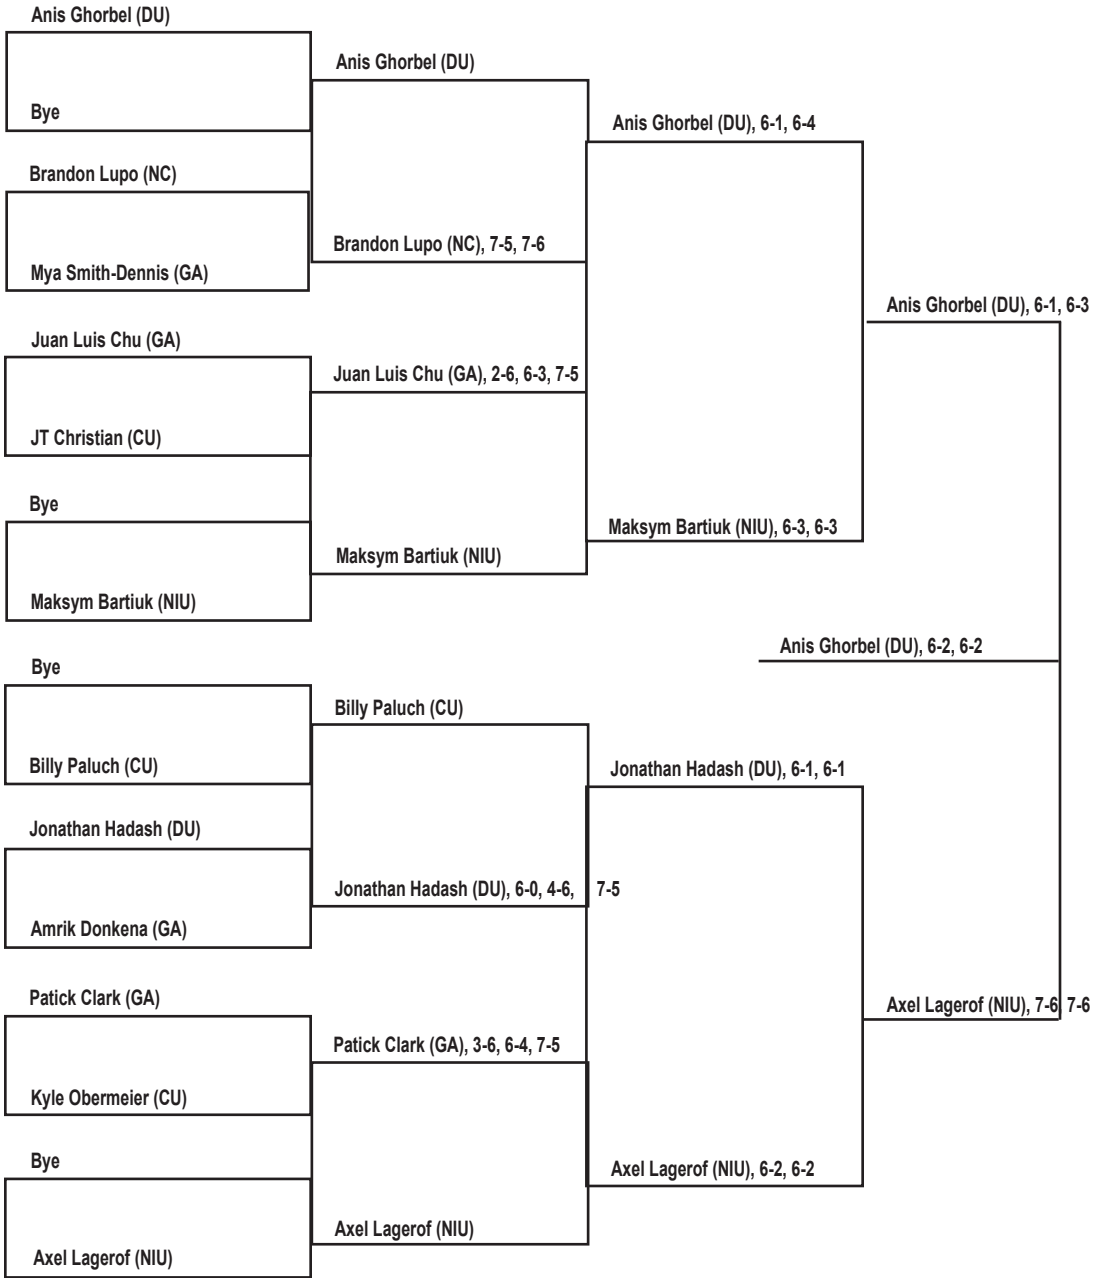 Anis Ghorbel (DU)
Bye
Brandon Lupo (NC)
Mya Smith-Dennis (GA)
Juan Luis Chu (GA)
JT Christian (CU)
Bye
Maksym Bartiuk (NIU)
Bye
Billy Paluch (CU)
Jonathan Hadash (DU)
Amrik Donkena (GA)
Patick Clark (GA)
Kyle Obermeier (CU)
Bye
Axel Lagerof (NIU)
Anis Ghorbel (DU)
Brandon Lupo (NC), 7-5, 7-6
Juan Luis Chu (GA), 2-6, 6-3, 7-5
Maksym Bartiuk (NIU)
Billy Paluch (CU)
Jonathan Hadash (DU), 6-0, 4-6, 7-5
Patick Clark (GA), 3-6, 6-4, 7-5
Axel Lagerof (NIU)
Anis Ghorbel (DU), 6-1, 6-4
Maksym Bartiuk (NIU), 6-3, 6-3
Jonathan Hadash (DU), 6-1, 6-1
Axel Lagerof (NIU), 6-2, 6-2
Anis Ghorbel (DU), 6-1, 6-3
Axel Lagerof (NIU), 7-6, 7-6
Anis Ghorbel (DU), 6-2, 6-2